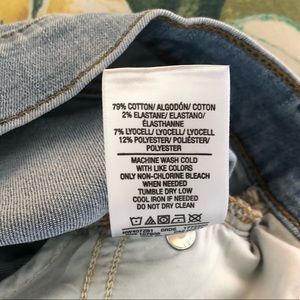 79% COTTON/ ALGODÓN/ COTON
2% ELASTANE/ ELASTANO/
ÉLASTHANNE
7% LYOCELL/ LYOCELL/ LYOCELL
12% POLYESTER/ POLIÉSTER/
POLYESTER
MACHINE WASH COLD
WITH LIKE COLORS
ONLY NON-CHLORINE BLEACH
WHEN NEEDED
TUMBLE DRY LOW
COOL IRON IF NEEDED
DO NOT DRY CLEAN